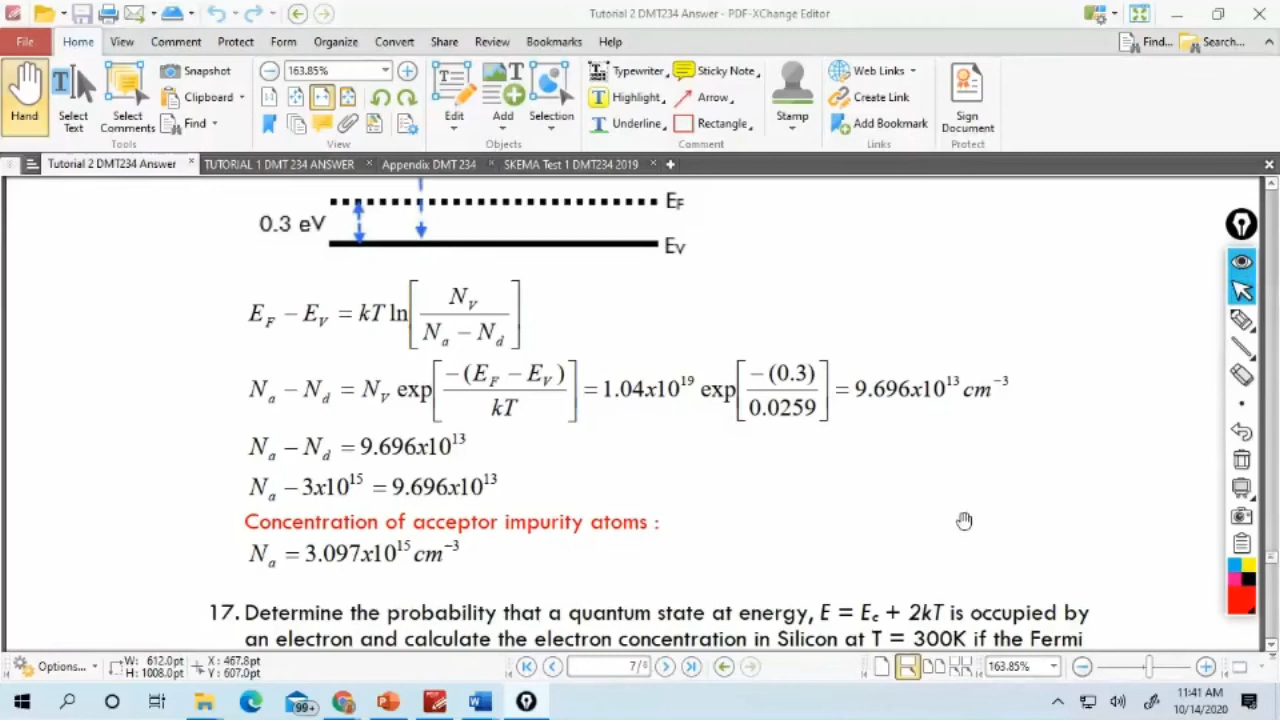 Tutorial 2 DMT234 Answer - PDF-XChange Editor
File Home View Comment Protect Form Organize Convert Share Review Bookmarks Help Find... Search...
Hand
Select Text
Select Comments
Snapshot
Clipboard
Find
Tools
163.85%
View
Edit
Add
Selection
Objects
Typewriter
Highlight
Underline
Sticky Note
Arrow
Rectangle
Stamp
Comment
Web Links
Create Link
Add Bookmark
Links
Sign Document
Protect
Tutorial 2 DMT234 Answer TUTORIAL 1 DMT 234 ANSWER Appendix DMT 234 SKEMA Test 1 DMT234 2019
E_F
0.3 eV
E_V
E_F − E_V = kT ln[N_V / (N_a − N_d)]
N_a − N_d = N_V exp[−(E_F − E_V) / kT] = 1.04x10^19 exp[−(0.3) / 0.0259] = 9.696x10^13 cm^−3
N_a − N_d = 9.696x10^13
N_a − 3x10^15 = 9.696x10^13
Concentration of acceptor impurity atoms :
N_a = 3.097x10^15 cm^−3
17. Determine the probability that a quantum state at energy, E = E_c + 2kT is occupied by
an electron and calculate the electron concentration in Silicon at T = 300K if the Fermi
Options... W: 612.0pt H: 1008.0pt X: 467.8pt Y: 607.0pt 163.85%
99+
11:41 AM
10/14/2020